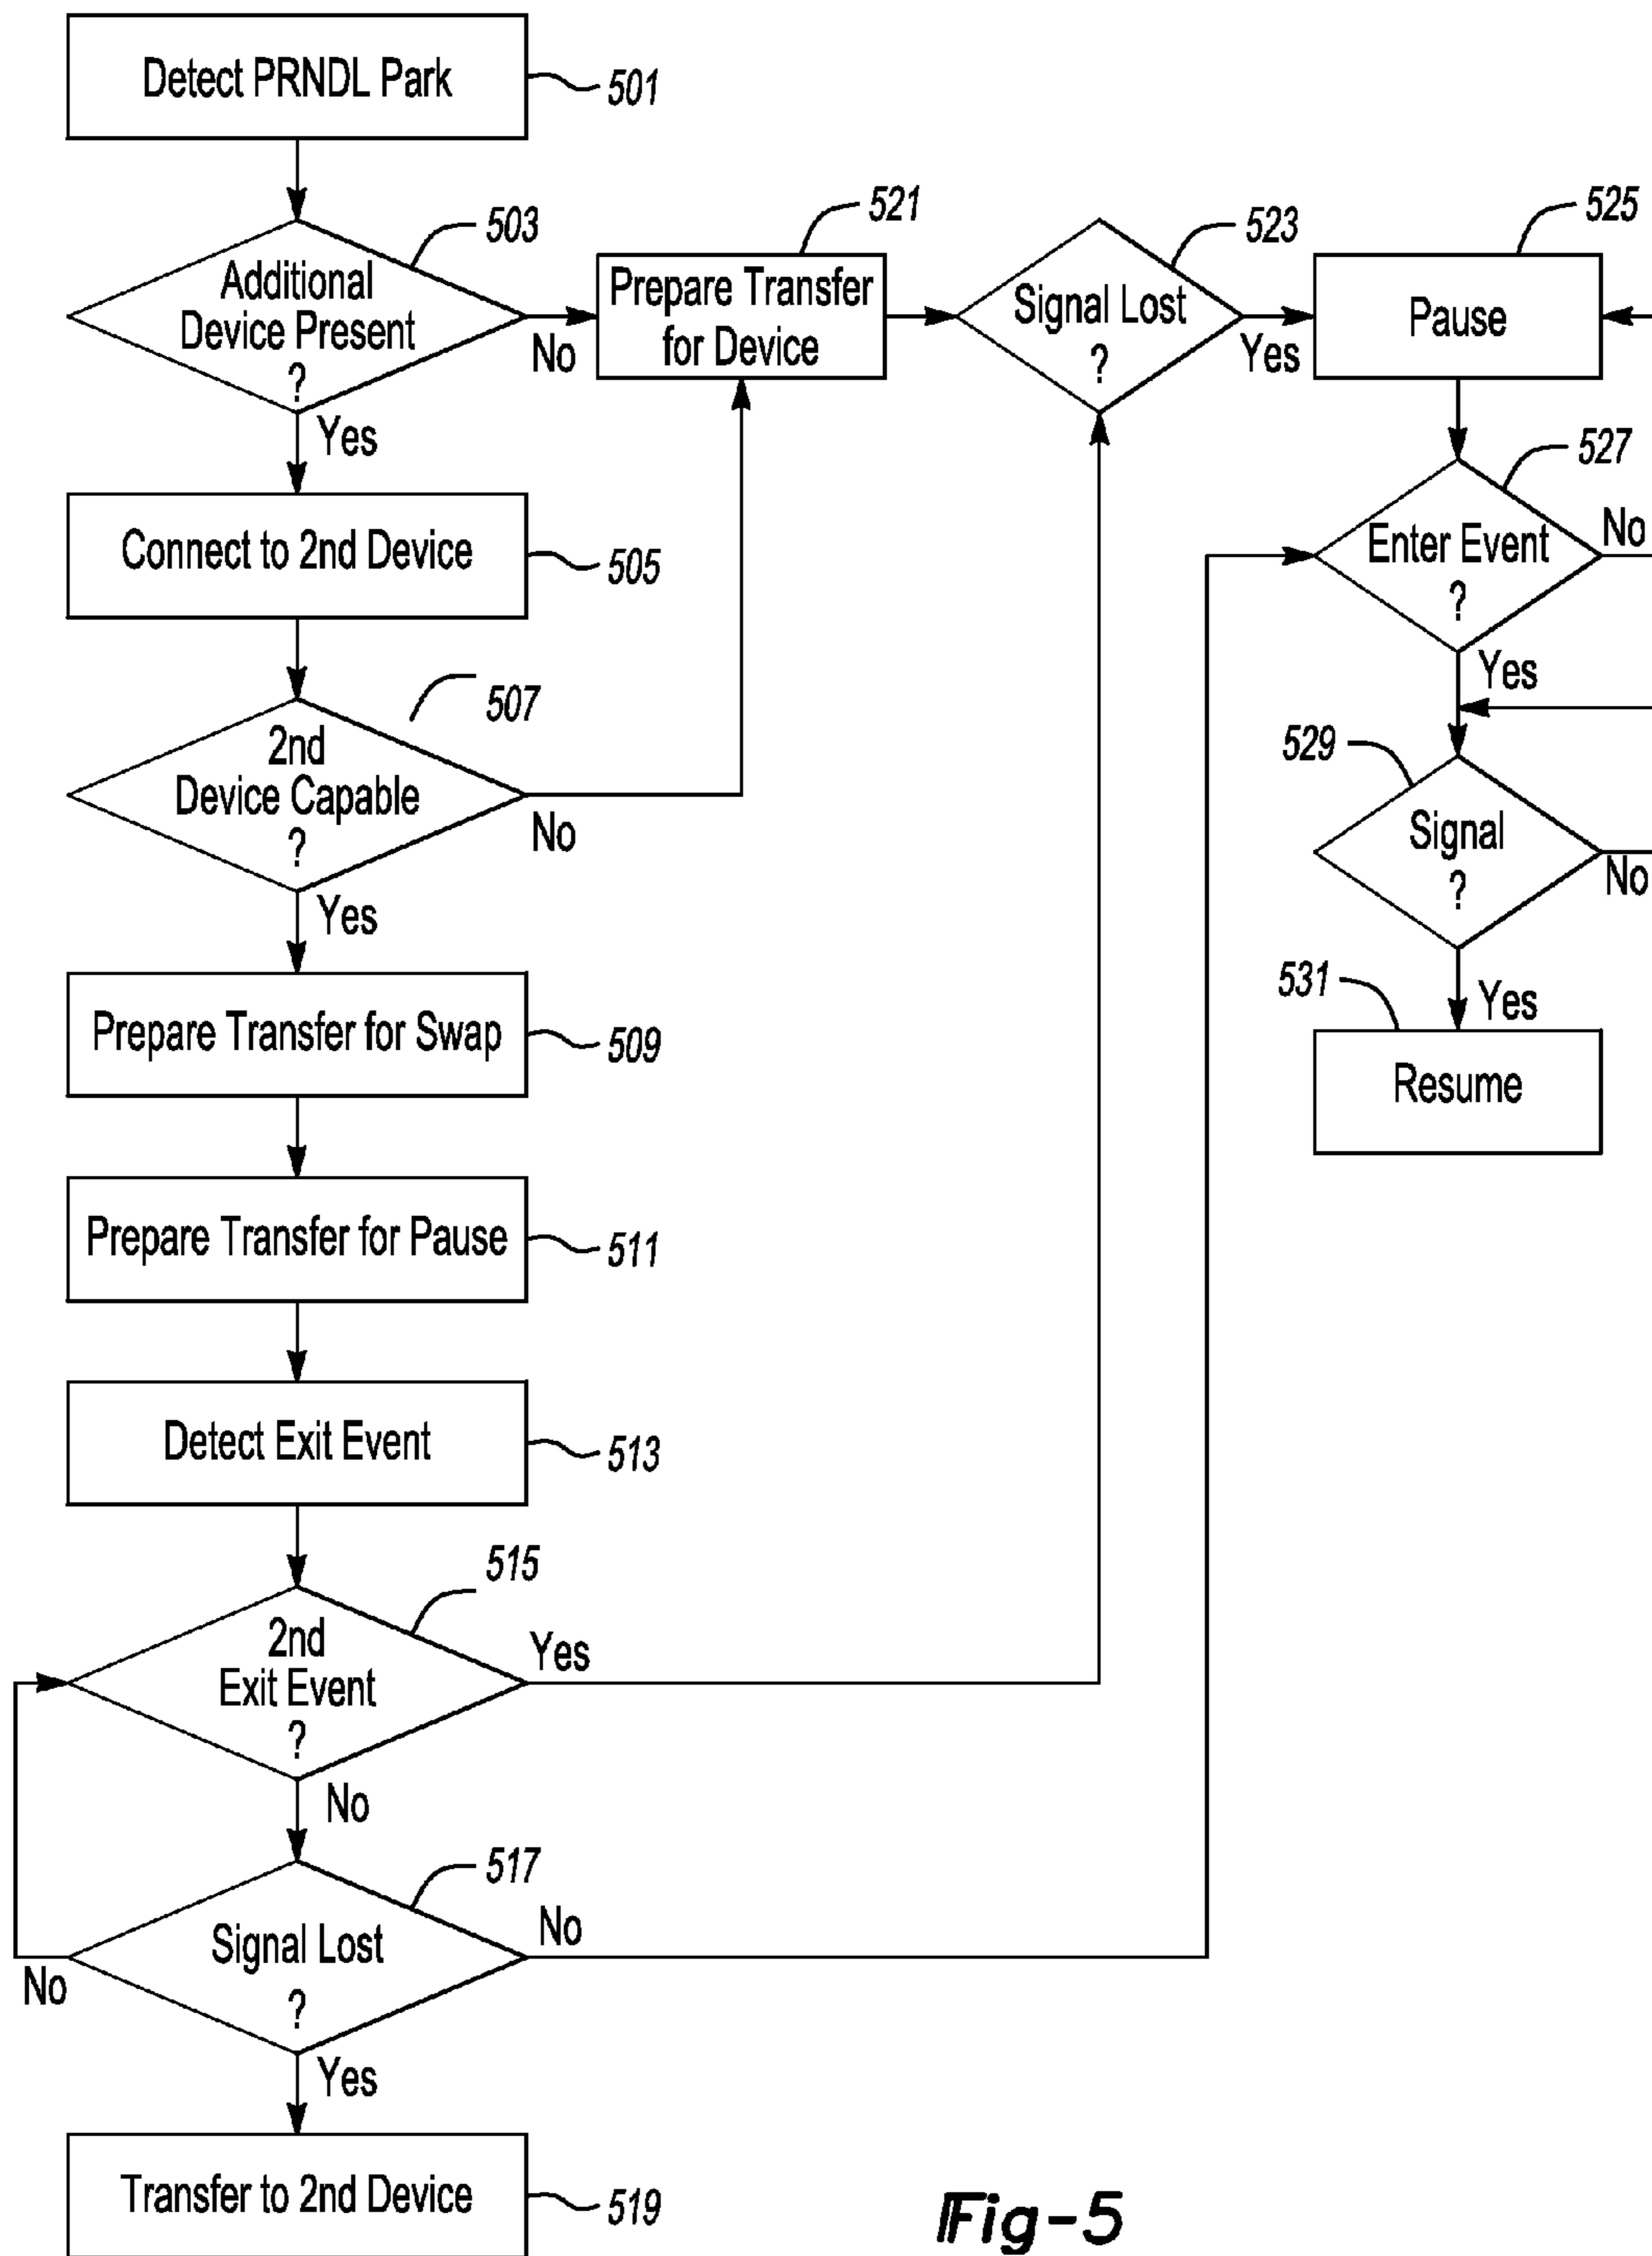 Detect PRNDL Park
501
Additional
Device Present
?
503
No
Yes
Prepare Transfer
for Device
521
Signal Lost
?
523
Yes
Pause
525
Connect to 2nd Device
505
Enter Event
?
527
No
Yes
2nd
Device Capable
?
507
No
Yes
Signal
?
529
No
Yes
Resume
531
Prepare Transfer for Swap
509
Prepare Transfer for Pause
511
Detect Exit Event
513
2nd
Exit Event
?
515
Yes
No
Signal Lost
?
517
No
No
Yes
Transfer to 2nd Device
519
Fig-5